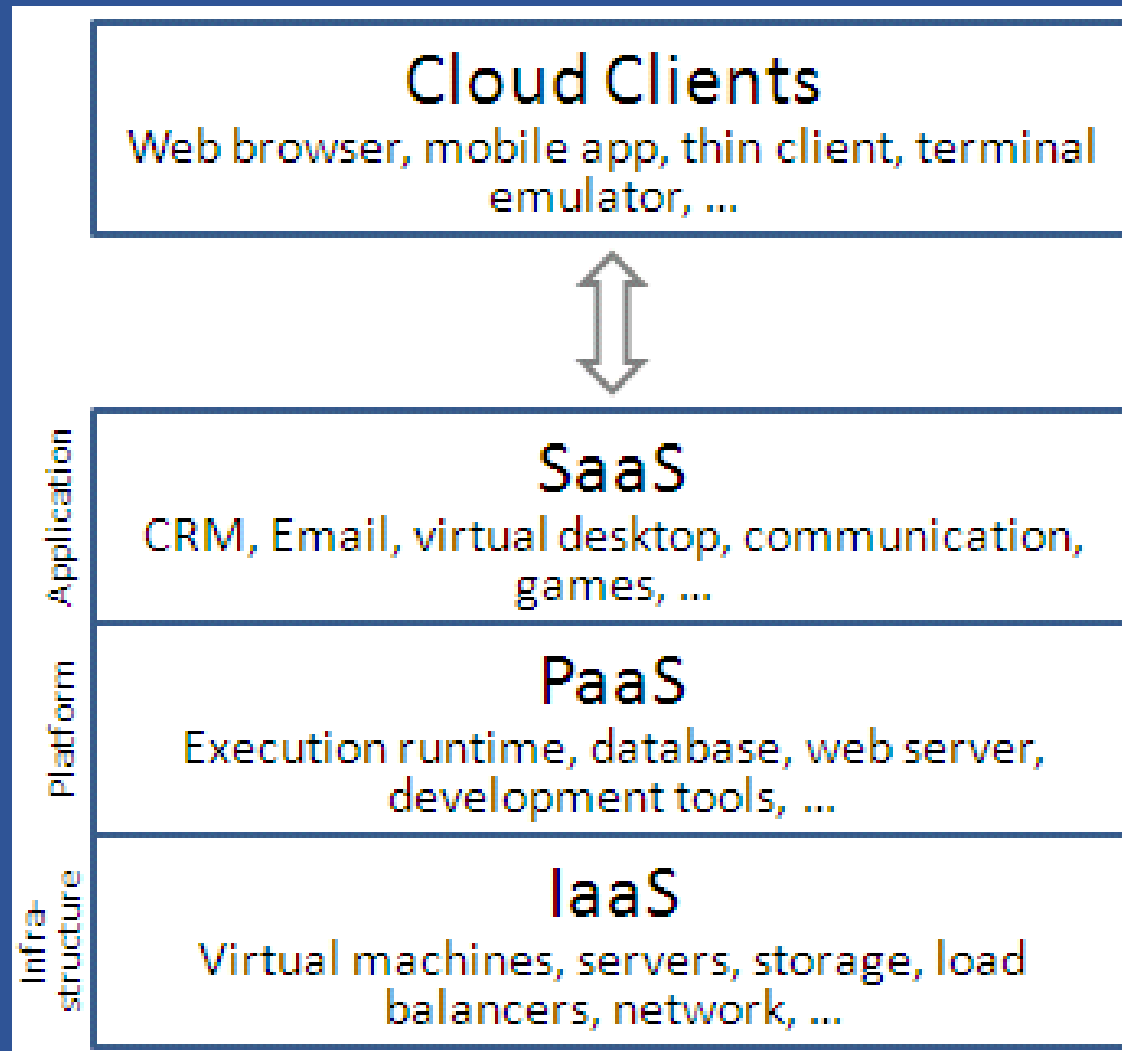 Cloud Clients
Web browser, mobile app, thin client, terminal
emulator, ...
Application
SaaS
CRM, Email, virtual desktop, communication,
games, ...
Platform
PaaS
Execution runtime, database, web server,
development tools, ...
Infra-
structure
IaaS
Virtual machines, servers, storage, load
balancers, network, ...